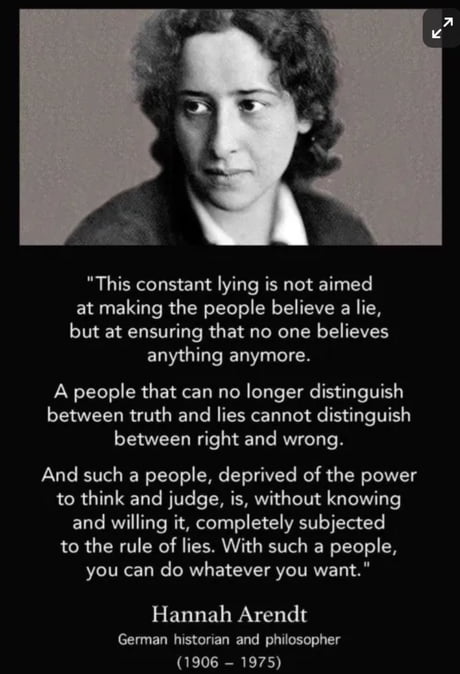 "This constant lying is not aimed
at making the people believe a lie,
but at ensuring that no one believes
anything anymore.
A people that can no longer distinguish
between truth and lies cannot distinguish
between right and wrong.
And such a people, deprived of the power
to think and judge, is, without knowing
and willing it, completely subjected
to the rule of lies. With such a people,
you can do whatever you want."
Hannah Arendt
German historian and philosopher
(1906 – 1975)